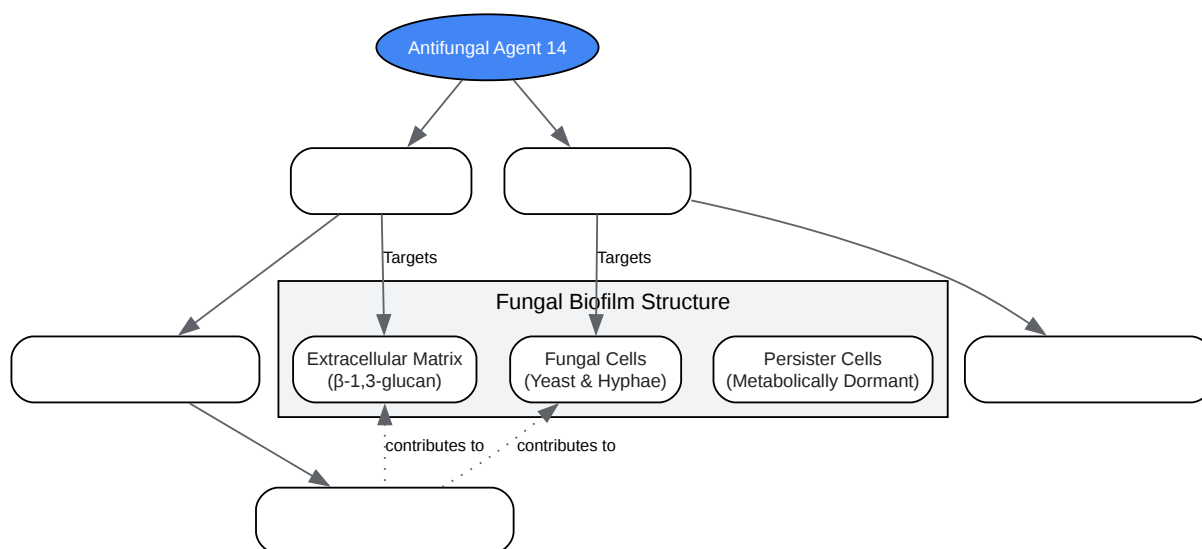 Antifungal Agent 14
Targets
Targets
Fungal Biofilm Structure
Extracellular Matrix
(β-1,3-glucan)
Fungal Cells
(Yeast & Hyphae)
Persister Cells
(Metabolically Dormant)
contributes to
contributes to